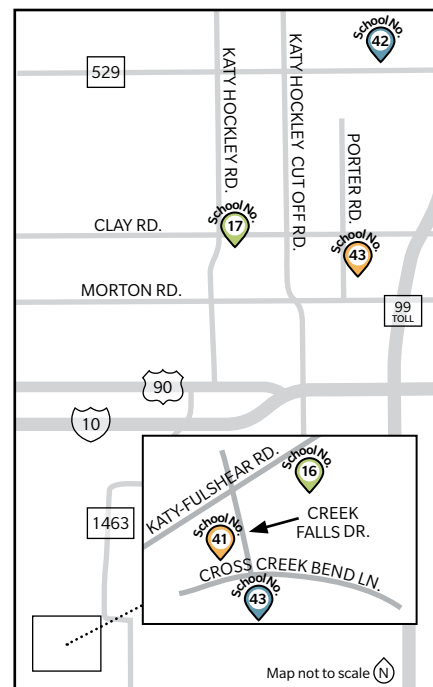 School No.
42
529
KATY HOCKLEY RD.
KATY HOCKLEY CUT OFF RD.
PORTER RD.
School No.
17
CLAY RD.
School No.
43
MORTON RD.
99
TOLL
90
10
KATY-FULSHEAR RD.
School No.
16
1463
School No.
41
CREEK
FALLS DR.
CROSS CREEK BEND LN.
School No.
43
Map not to scale N